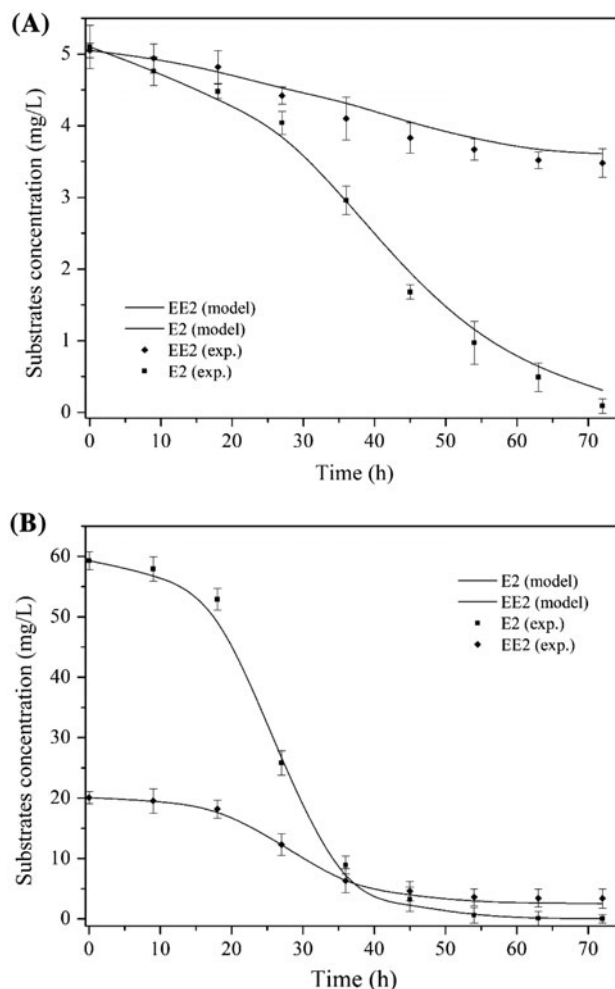 (A)
Substrates concentration (mg/L)
5
4
3
2
1
0
EE2 (model)
E2 (model)
EE2 (exp.)
E2 (exp.)
0 10 20 30 40 50 60 70
Time (h)
(B)
Substrates concentration (mg/L)
60
50
40
30
20
10
0
E2 (model)
EE2 (model)
E2 (exp.)
EE2 (exp.)
0 10 20 30 40 50 60 70
Time (h)